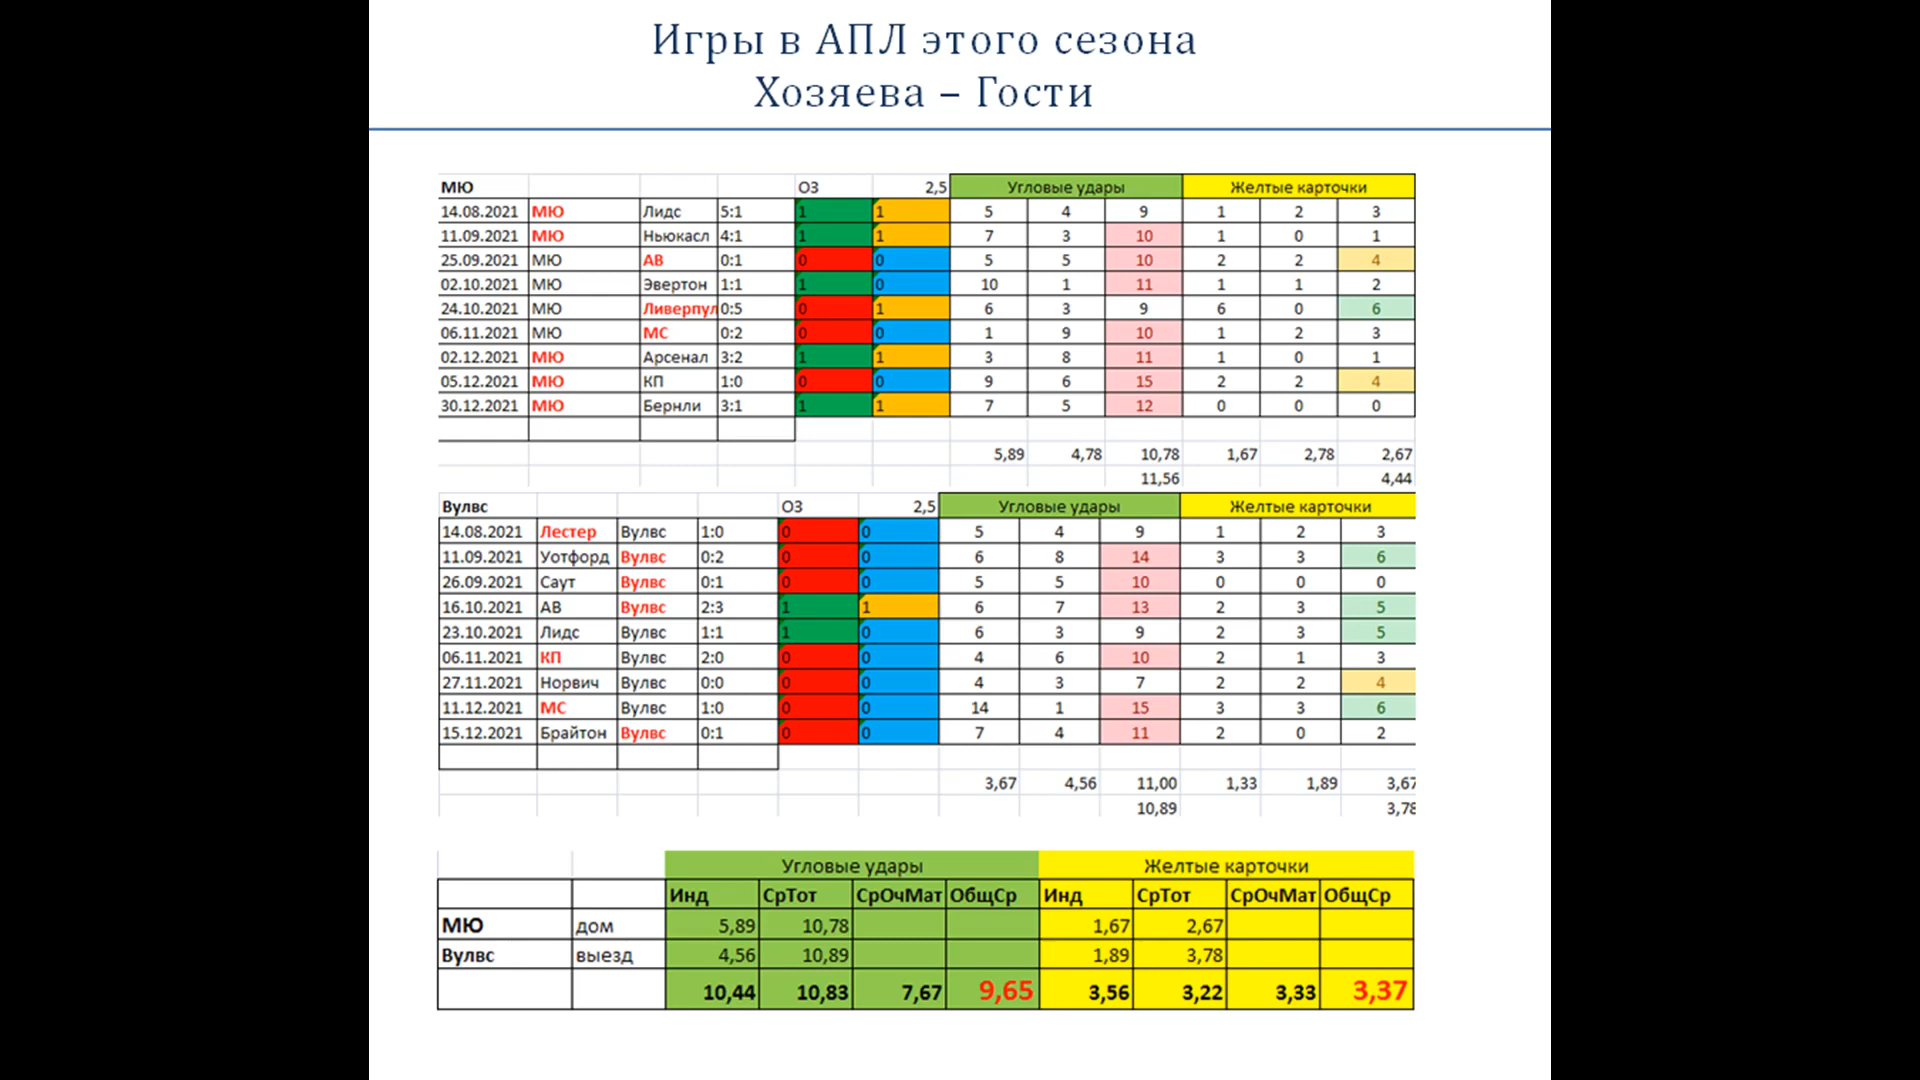 Игры в АПЛ этого сезона
Хозяева – Гости
МЮ ОЗ 2,5 Угловые удары Желтые карточки
14.08.2021 МЮ Лидс 5:1 1 1 5 4 9 1 2 3
11.09.2021 МЮ Ньюкасл 4:1 1 1 7 3 10 1 0 1
25.09.2021 МЮ АВ 0:1 0 0 5 5 10 2 2 4
02.10.2021 МЮ Эвертон 1:1 1 0 10 1 11 1 1 2
24.10.2021 МЮ Ливерпул 0:5 0 1 6 3 9 6 0 6
06.11.2021 МЮ МС 0:2 0 0 1 9 10 1 2 3
02.12.2021 МЮ Арсенал 3:2 1 1 3 8 11 1 0 1
05.12.2021 МЮ КП 1:0 0 0 9 6 15 2 2 4
30.12.2021 МЮ Бернли 3:1 1 1 7 5 12 0 0 0
5,89 4,78 10,78 1,67 2,78 2,67
11,56 4,44
Вулвс ОЗ 2,5 Угловые удары Желтые карточки
14.08.2021 Лестер Вулвс 1:0 0 0 5 4 9 1 2 3
11.09.2021 Уотфорд Вулвс 0:2 0 0 6 8 14 3 3 6
26.09.2021 Саут Вулвс 0:1 0 0 5 5 10 0 0 0
16.10.2021 АВ Вулвс 2:3 1 1 6 7 13 2 3 5
23.10.2021 Лидс Вулвс 1:1 1 0 6 3 9 2 3 5
06.11.2021 КП Вулвс 2:0 0 0 4 6 10 2 1 3
27.11.2021 Норвич Вулвс 0:0 0 0 4 3 7 2 2 4
11.12.2021 МС Вулвс 1:0 0 0 14 1 15 3 3 6
15.12.2021 Брайтон Вулвс 0:1 0 0 7 4 11 2 0 2
3,67 4,56 11,00 1,33 1,89 3,67
10,89 3,78
Угловые удары Желтые карточки
Инд СрТот СрОчМат ОбщСр Инд СрТот СрОчМат ОбщСр
МЮ дом 5,89 10,78 1,67 2,67
Вулвс выезд 4,56 10,89 1,89 3,78
10,44 10,83 7,67 9,65 3,56 3,22 3,33 3,37